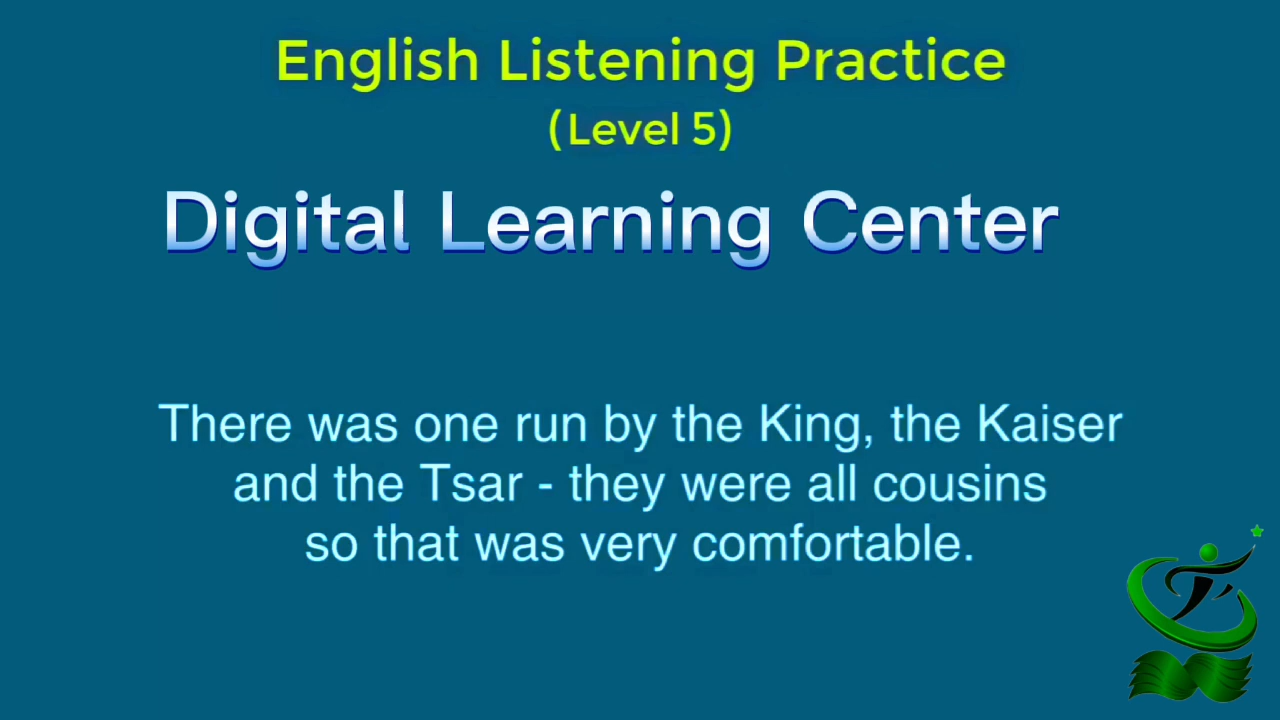 English Listening Practice
(Level 5)
Digital Learning Center
There was one run by the King, the Kaiser
and the Tsar - they were all cousins
so that was very comfortable.